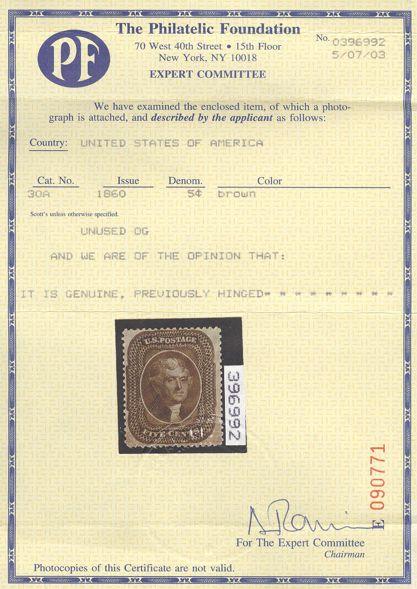 PF
The Philatelic Foundation
70 West 40th Street • 15th Floor
New York, NY 10018
EXPERT COMMITTEE
No. 0396992
5/07/03
We have examined the enclosed item, of which a photo-
graph is attached, and described by the applicant as follows:
Country: UNITED STATES OF AMERICA
Cat. No. Issue Denom. Color
30A 1860 5¢ brown
Scott's unless otherwise specified.
UNUSED OG
AND WE ARE OF THE OPINION THAT:
IT IS GENUINE, PREVIOUSLY HINGED* * * * * * * * *
U.S. POSTAGE
FIVE CENTS
396992
E 090771
For The Expert Committee
Chairman
Photocopies of this Certificate are not valid.